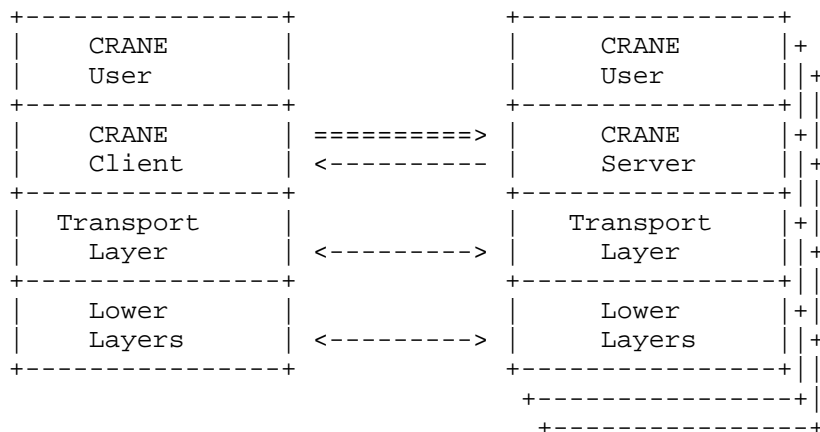 +----------------+                +----------------+
|     CRANE      |                |     CRANE      |+
|     User       |                |     User       ||+
+----------------+                +----------------+||
|     CRANE      | ==========>    |     CRANE      |+|
|     Client     | <----------    |     Server     ||+
+----------------+                +----------------+||
|   Transport    |                |   Transport    |+|
|     Layer      | <--------->    |     Layer      ||+
+----------------+                +----------------+||
|     Lower      |                |     Lower      |+|
|     Layers     | <--------->    |     Layers     ||+
+----------------+                +----------------+||
                                   +----------------+|
                                    +----------------+